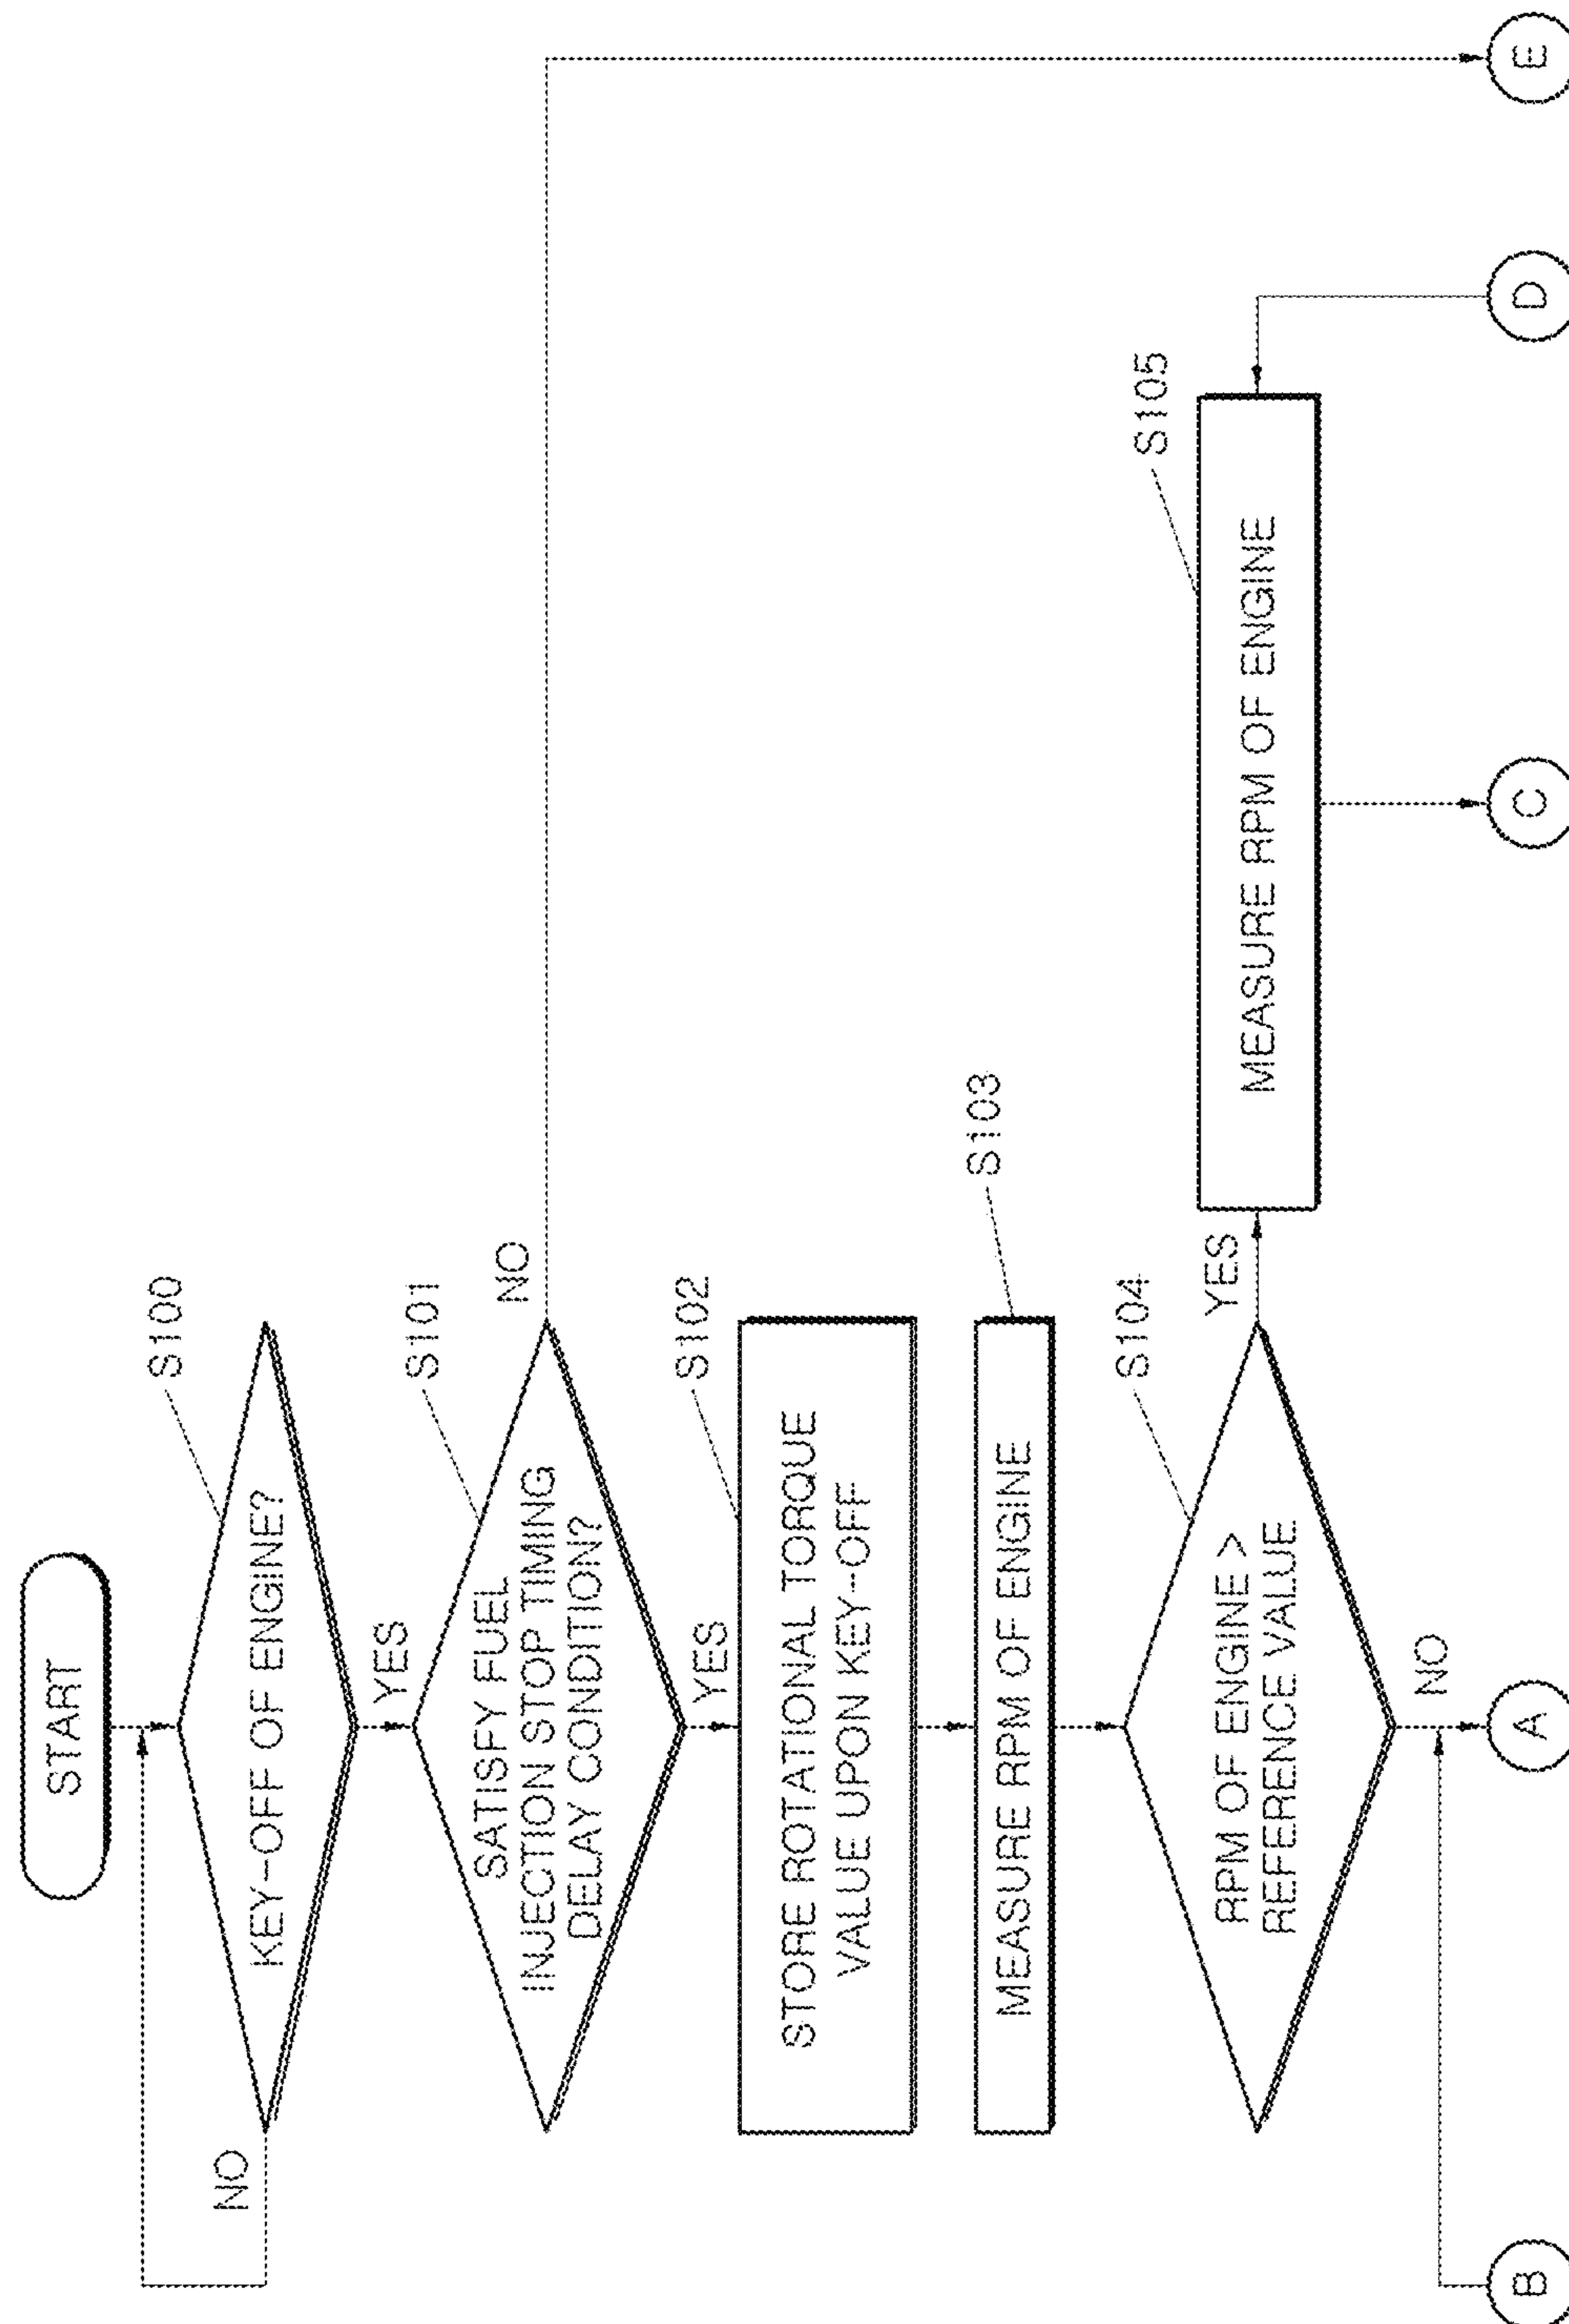 START
S100
KEY-OFF OF ENGINE?
NO
YES
S101
SATISFY FUEL
INJECTION STOP TIMING
DELAY CONDITION?
NO
YES
S102
STORE ROTATIONAL TORQUE
VALUE UPON KEY-OFF
S103
MEASURE RPM OF ENGINE
S104
RPM OF ENGINE >
REFERENCE VALUE
YES
S105
MEASURE RPM OF ENGINE
NO
B
A
C
D
E